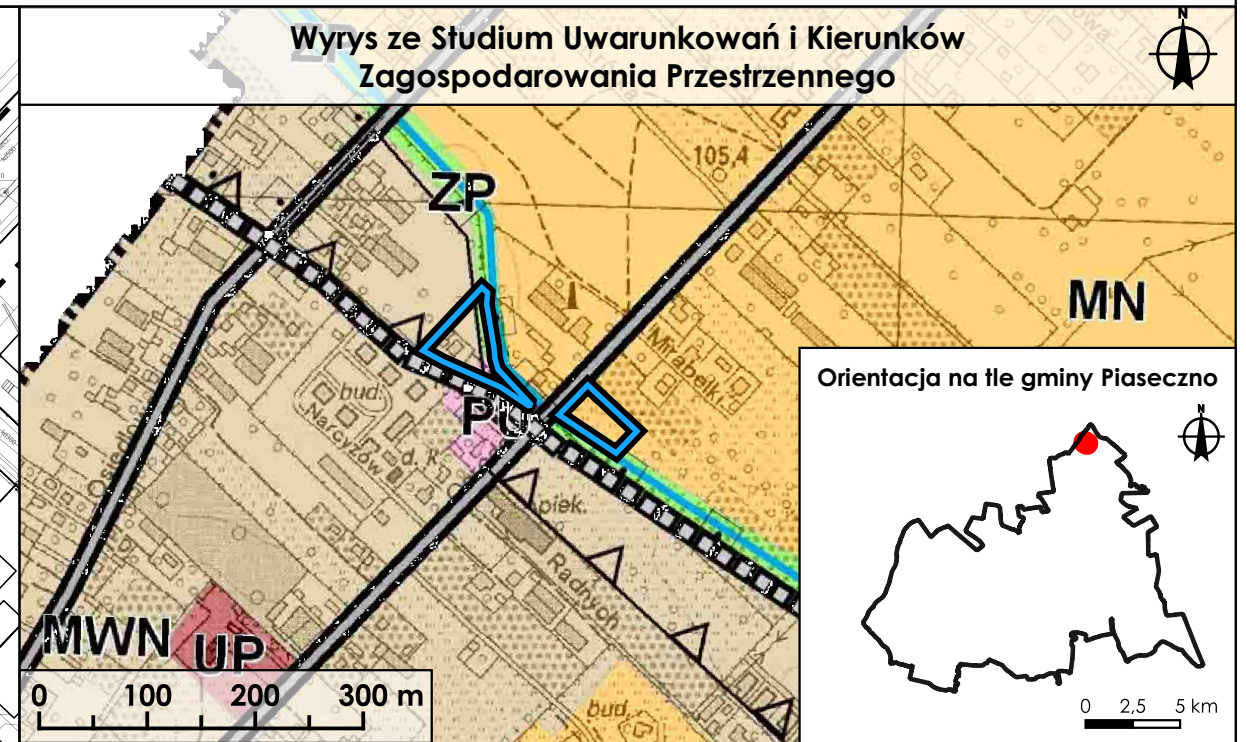 Wyrys ze Studium Uwarunkowań i Kierunków
Zagospodarowania Przestrzennego
N
ZP
105,4
ZP
MN
Mirabelki
bud.
Narcyzów
d. R.
PU
piek.
Radnych
MWN
UP
bud.
0 100 200 300 m
Orientacja na tle gminy Piaseczno
N
0 2,5 5 km